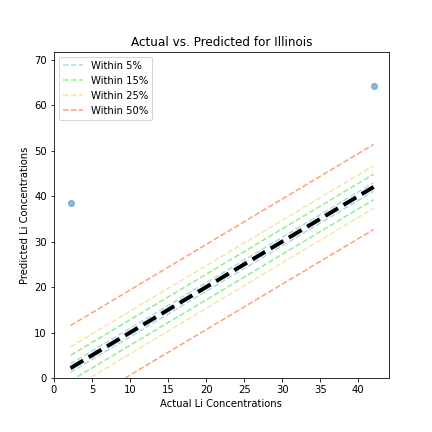 Actual vs. Predicted for Illinois
70
60
50
40
30
20
10
0
Predicted Li Concentrations
Within 5%
Within 15%
Within 25%
Within 50%
0 5 10 15 20 25 30 35 40
Actual Li Concentrations